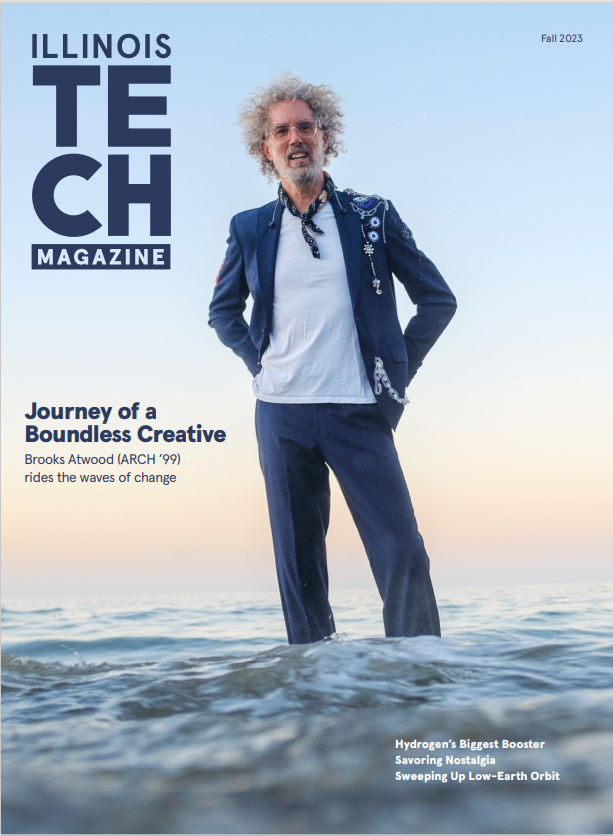 ILLINOIS
TE
CH
MAGAZINE
Fall 2023
Journey of a
Boundless Creative
Brooks Atwood (ARCH ’99)
rides the waves of change
Hydrogen’s Biggest Booster
Savoring Nostalgia
Sweeping Up Low-Earth Orbit